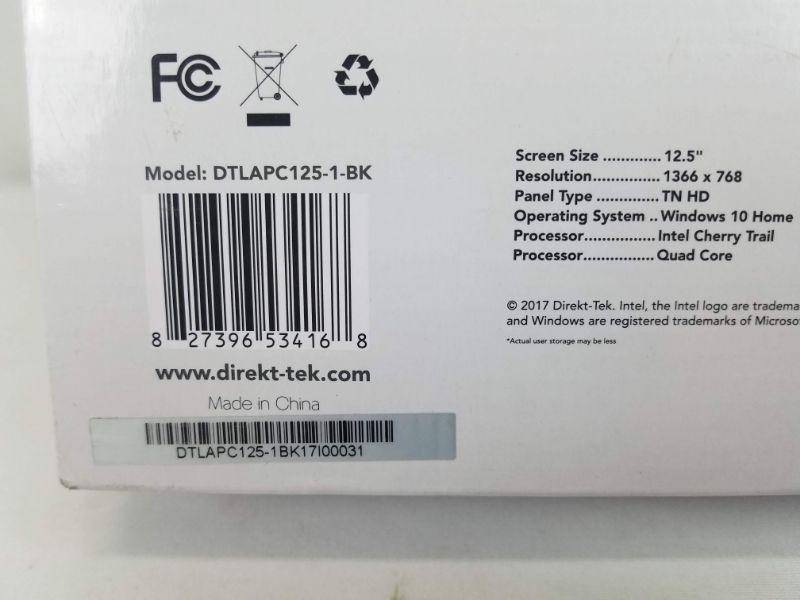 FC
Model: DTLAPC125-1-BK
8 27396 53416 8
www.direkt-tek.com
Made in China
DTLAPC125-1BK17I00031
Screen Size ............. 12.5"
Resolution............... 1366 x 768
Panel Type .............. TN HD
Operating System .. Windows 10 Home
Processor................ Intel Cherry Trail
Processor................ Quad Core
© 2017 Direkt-Tek. Intel, the Intel logo are tradema
and Windows are registered trademarks of Microsof
*Actual user storage may be less